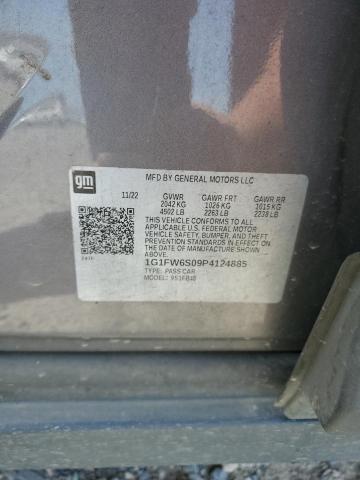 gm
MFD BY GENERAL MOTORS LLC
11/22 GVWR GAWR FRT GAWR RR
2042 KG 1026 KG 1015 KG
4502 LB 2263 LB 2238 LB
THIS VEHICLE CONFORMS TO ALL
APPLICABLE U.S. FEDERAL MOTOR
VEHICLE SAFETY, BUMPER, AND THEFT
PREVENTION STANDARDS IN EFFECT ON
THE DATE OF MANUFACTURE SHOWN
ABOVE.
1G1FW6S09P4124885
TYPE: PASS CAR